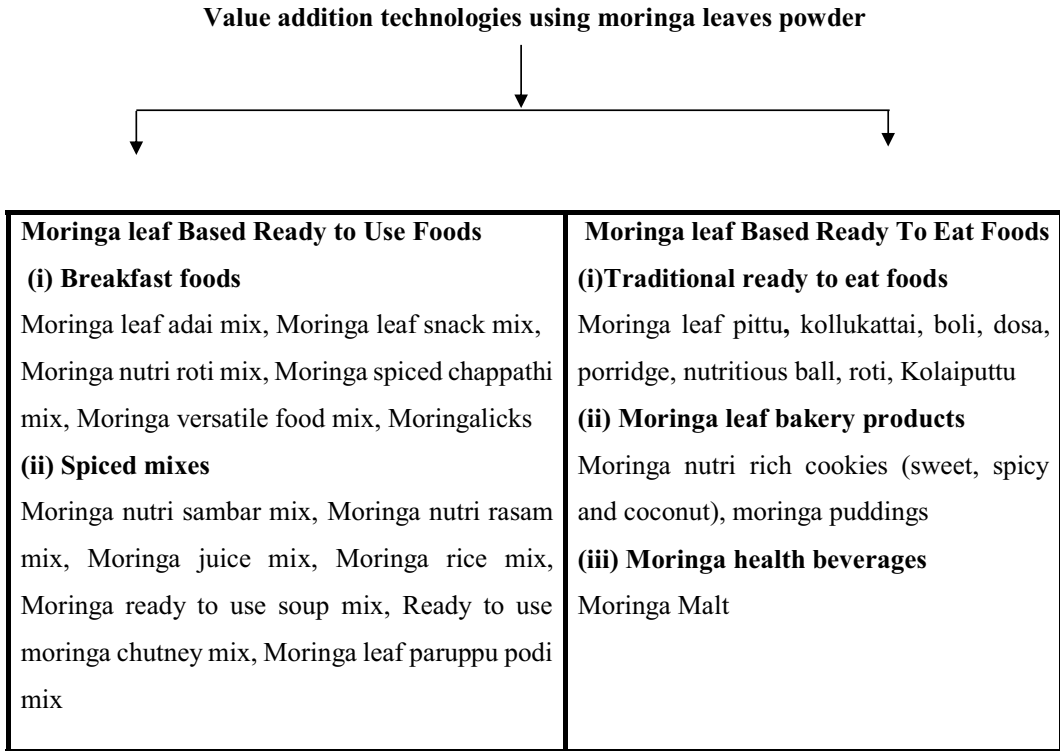 Value addition technologies using moringa leaves powder
Moringa leaf Based Ready to Use Foods
(i) Breakfast foods
Moringa leaf adai mix, Moringa leaf snack mix,
Moringa nutri roti mix, Moringa spiced chappathi
mix, Moringa versatile food mix, Moringalicks
(ii) Spiced mixes
Moringa nutri sambar mix, Moringa nutri rasam
mix, Moringa juice mix, Moringa rice mix,
Moringa ready to use soup mix, Ready to use
moringa chutney mix, Moringa leaf paruppu podi
mix
Moringa leaf Based Ready To Eat Foods
(i)Traditional ready to eat foods
Moringa leaf pittu, kollukattai, boli, dosa,
porridge, nutritious ball, roti, Kolaiputtu
(ii) Moringa leaf bakery products
Moringa nutri rich cookies (sweet, spicy
and coconut), moringa puddings
(iii) Moringa health beverages
Moringa Malt